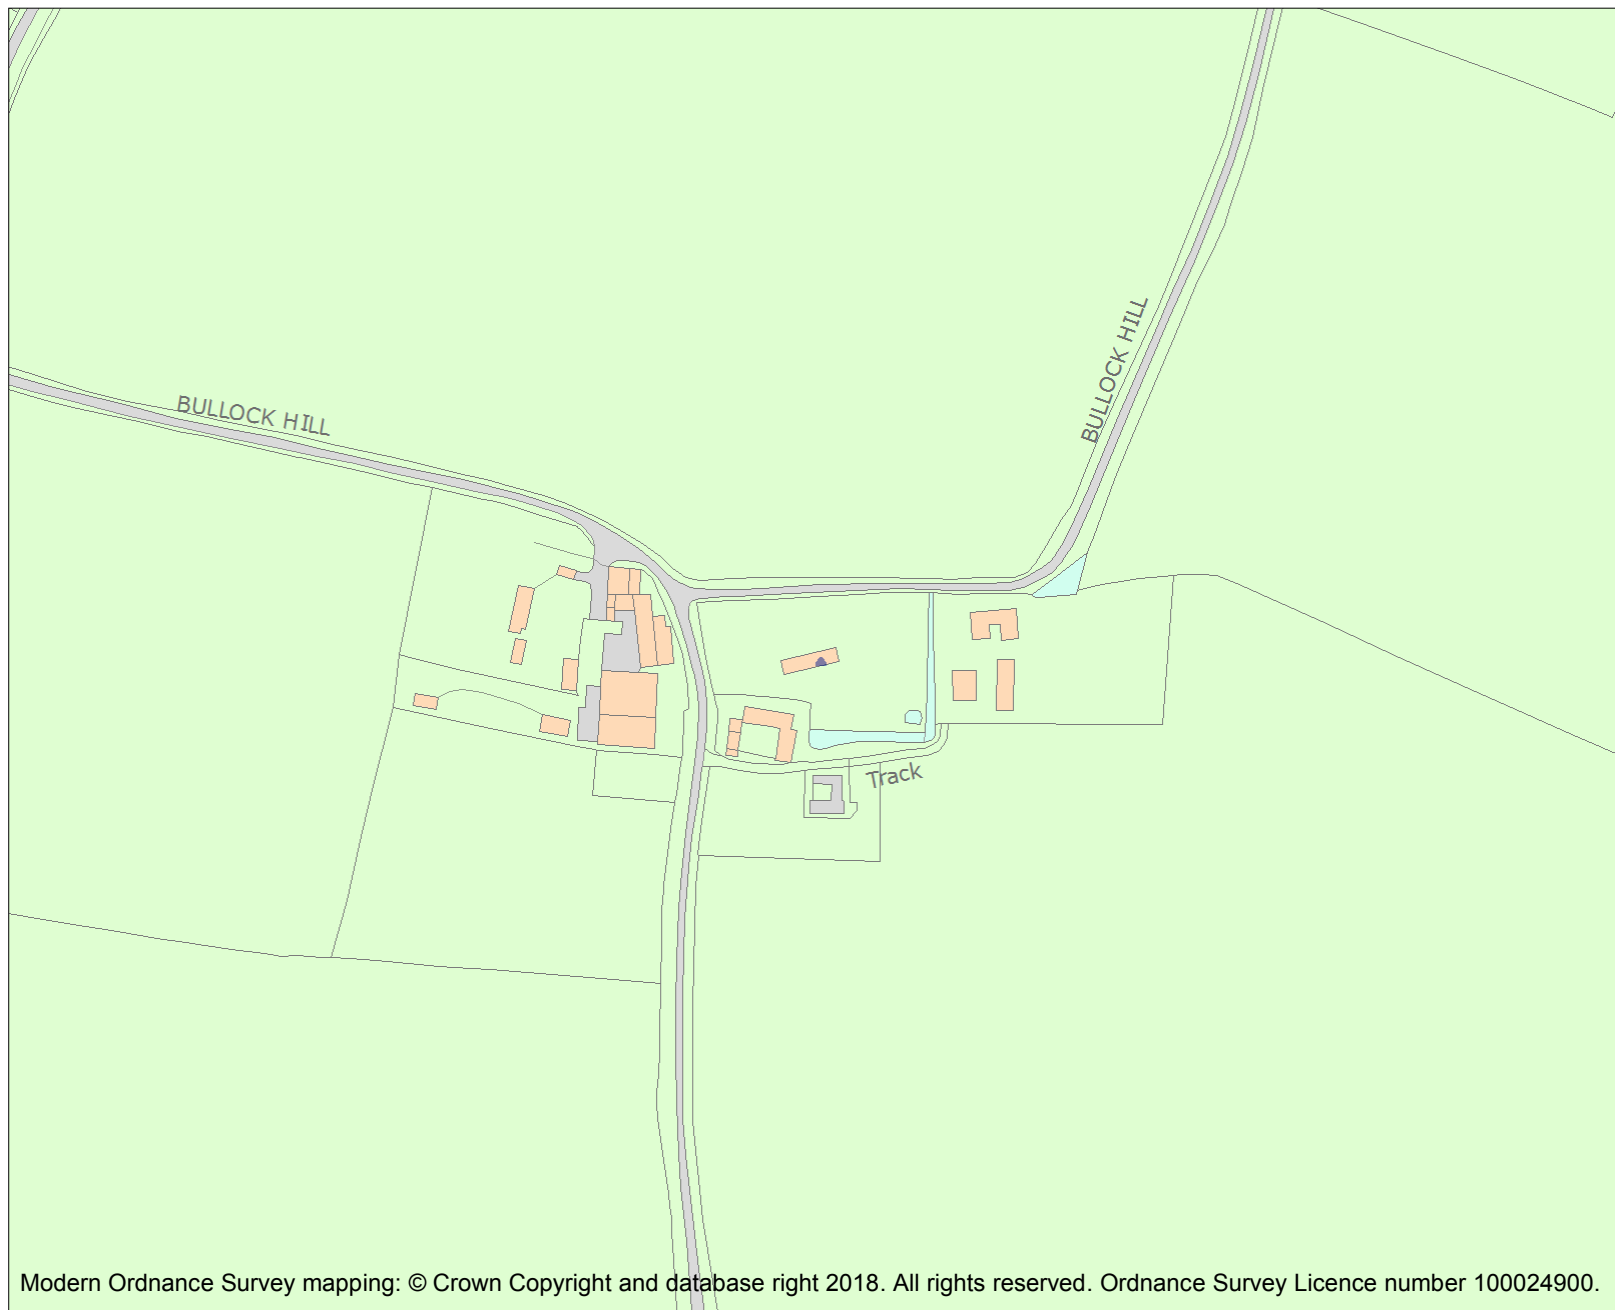 BULLOCK HILL
BULLOCK HILL
Track
Modern Ordnance Survey mapping: © Crown Copyright and database right 2018. All rights reserved. Ordnance Survey Licence number 100024900.